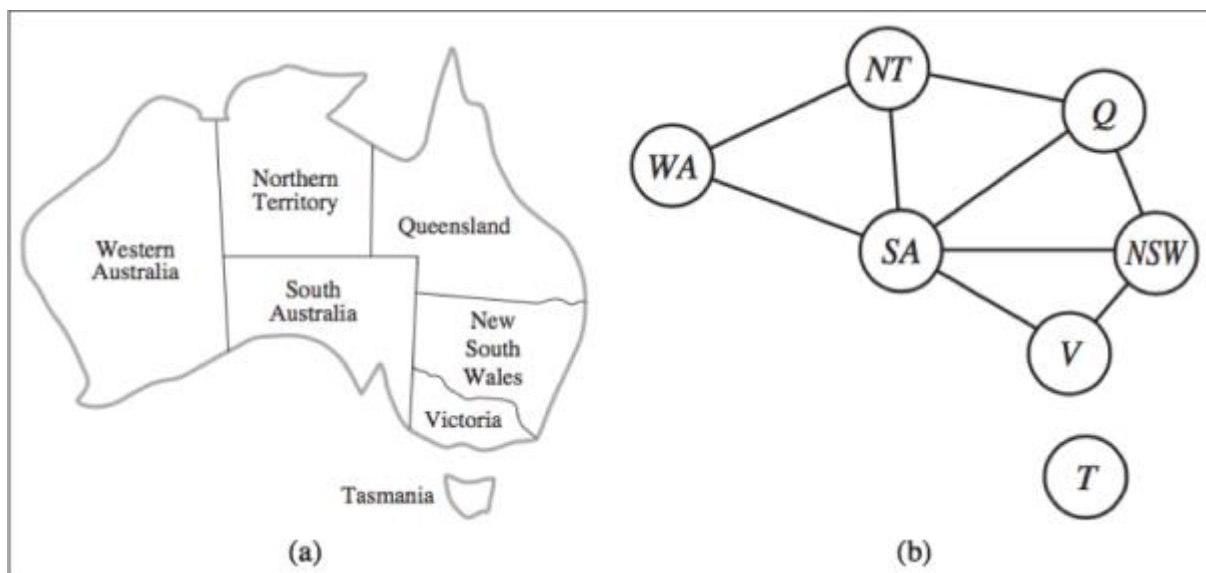 Northern
Territory
Western
Australia
Queensland
South
Australia
New
South
Wales
Victoria
Tasmania
(a)
NT
Q
WA
SA
NSW
V
T
(b)